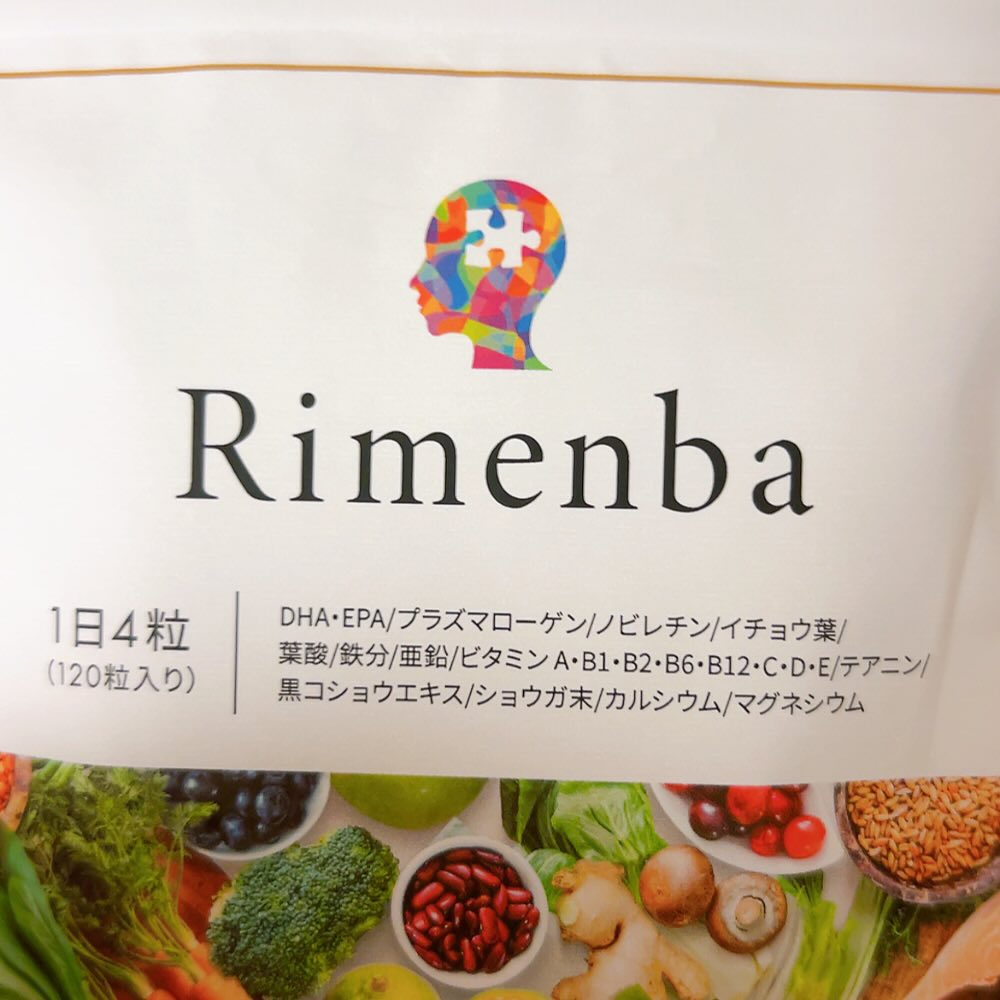 Rimenba
1日4粒
(120粒入り)
DHA・EPA/プラズマローゲン/ノビレチン/イチョウ葉/
葉酸/鉄分/亜鉛/ビタミンA・B1・B2・B6・B12・C・D・E/テアニン/
黒コショウエキス/ショウガ末/カルシウム/マグネシウム